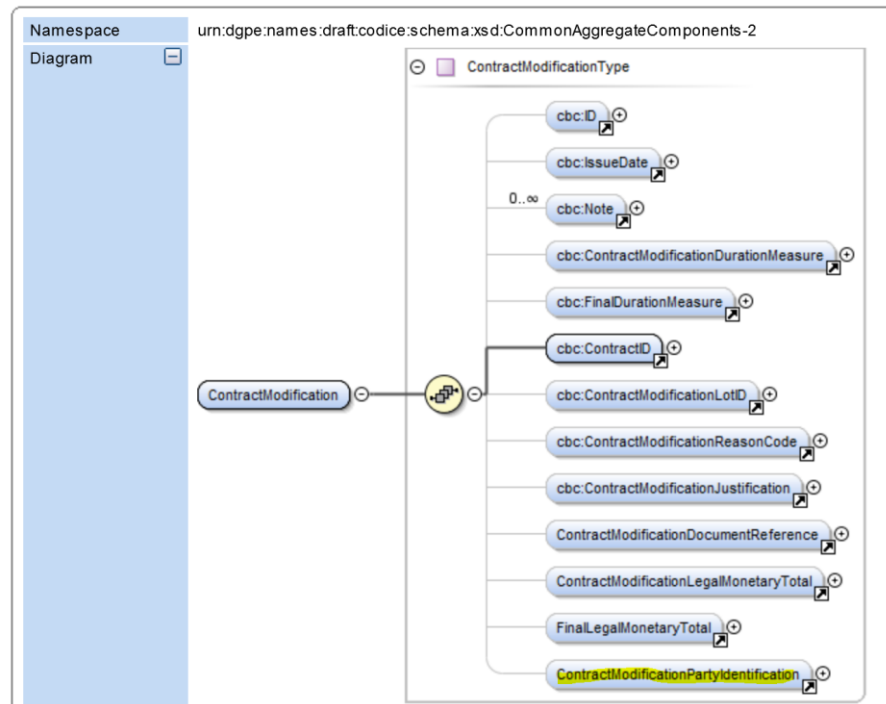 Namespace urn:dgpe:names:draft:codice:schema:xsd:CommonAggregateComponents-2
Diagram
ContractModificationType
cbc:ID
cbc:IssueDate
0..∞
cbc:Note
cbc:ContractModificationDurationMeasure
cbc:FinalDurationMeasure
cbc:ContractID
ContractModification
cbc:ContractModificationLotID
cbc:ContractModificationReasonCode
cbc:ContractModificationJustification
ContractModificationDocumentReference
ContractModificationLegalMonetaryTotal
FinalLegalMonetaryTotal
ContractModificationPartyIdentification